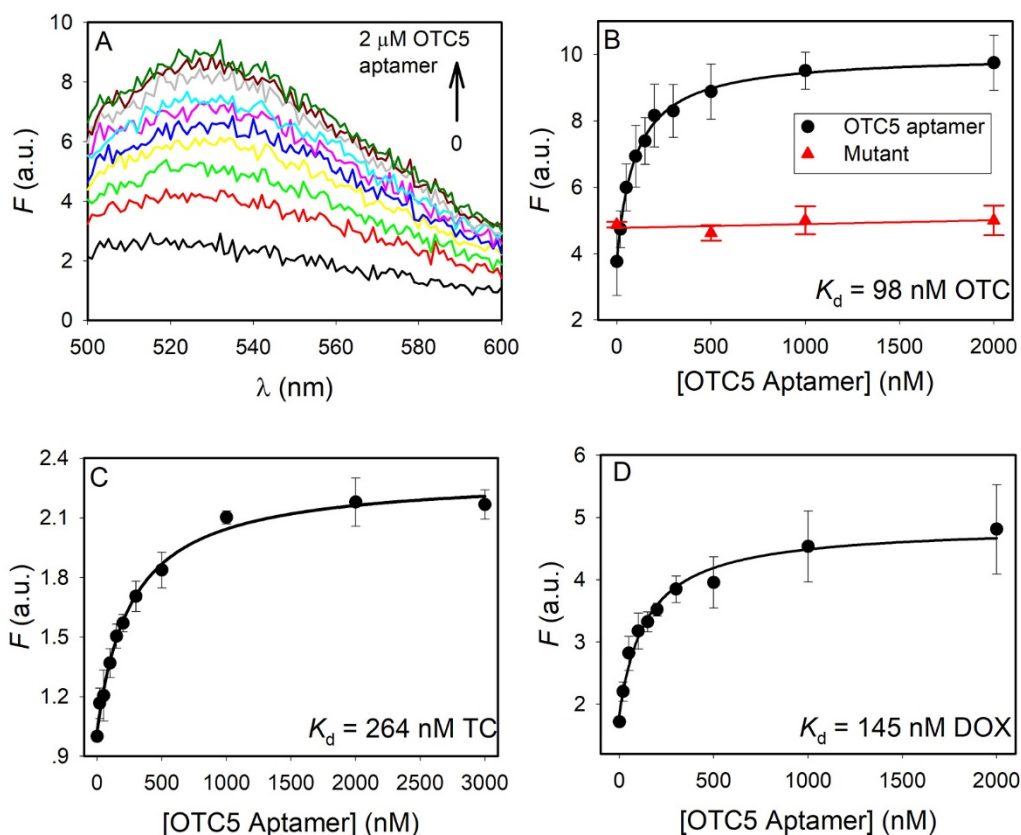 A
2 μM OTC5
aptamer
0
10
8
6
4
2
0
F (a.u.)
500 520 540 560 580 600
λ (nm)
B
OTC5 aptamer
Mutant
Kd = 98 nM OTC
10
8
6
4
2
F (a.u.)
0 500 1000 1500 2000
[OTC5 Aptamer] (nM)
C
2.4
2.1
1.8
1.5
1.2
.9
F (a.u.)
Kd = 264 nM TC
0 500 1000 1500 2000 2500 3000
[OTC5 Aptamer] (nM)
D
6
5
4
3
2
F (a.u.)
Kd = 145 nM DOX
0 500 1000 1500 2000
[OTC5 Aptamer] (nM)